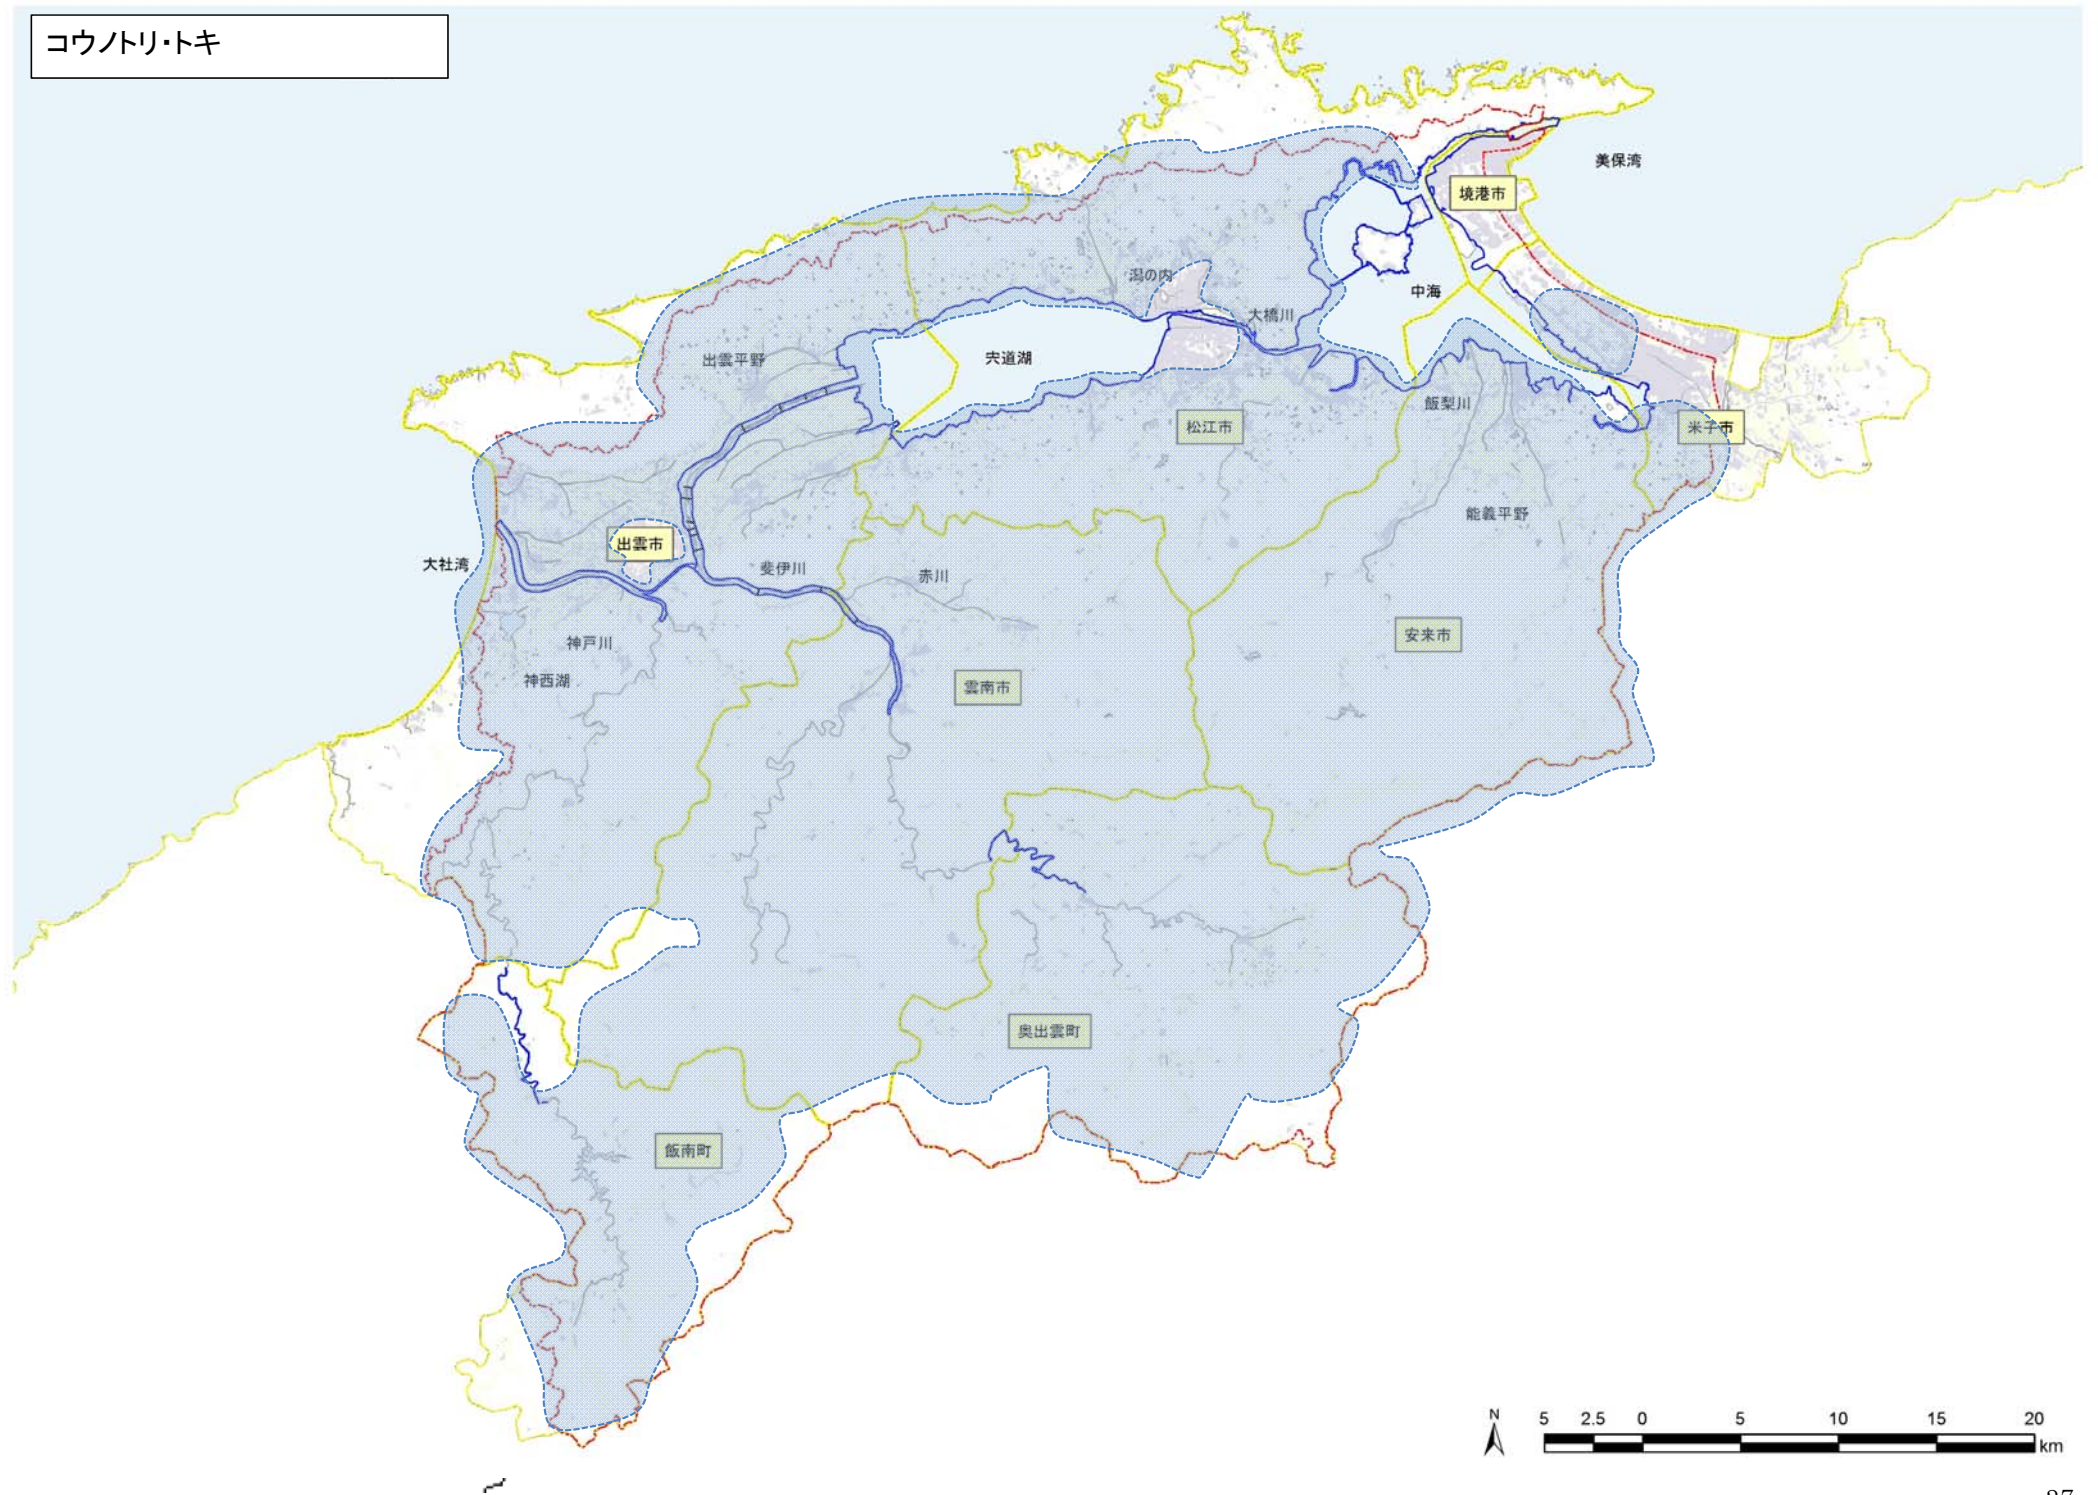 コウノトリ・トキ
美保湾
境港市
潟の内
中海
大橋川
出雲平野
宍道湖
飯梨川
松江市
米子市
能義平野
出雲市
大社湾
斐伊川
赤川
安来市
神戸川
神西湖
雲南市
奥出雲町
飯南町
N
5 2.5 0 5 10 15 20
km